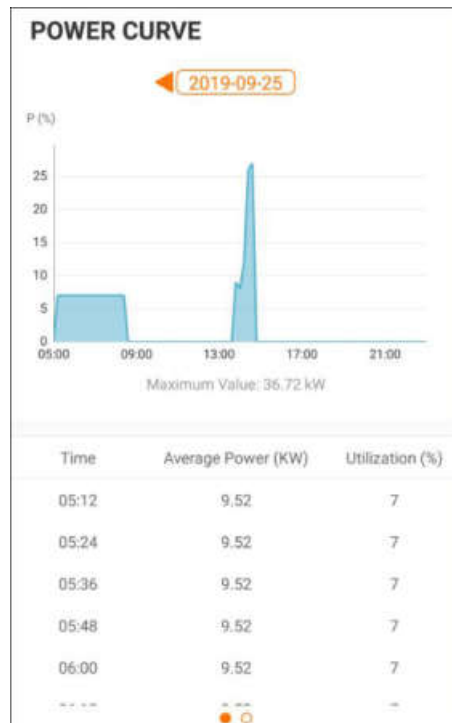 POWER CURVE
2019-09-25
P (%)
25
20
15
10
5
0
05:00 09:00 13:00 17:00 21:00
Maximum Value: 36.72 kW
Time Average Power (KW) Utilization (%)
05:12 9.52 7
05:24 9.52 7
05:36 9.52 7
05:48 9.52 7
06:00 9.52 7